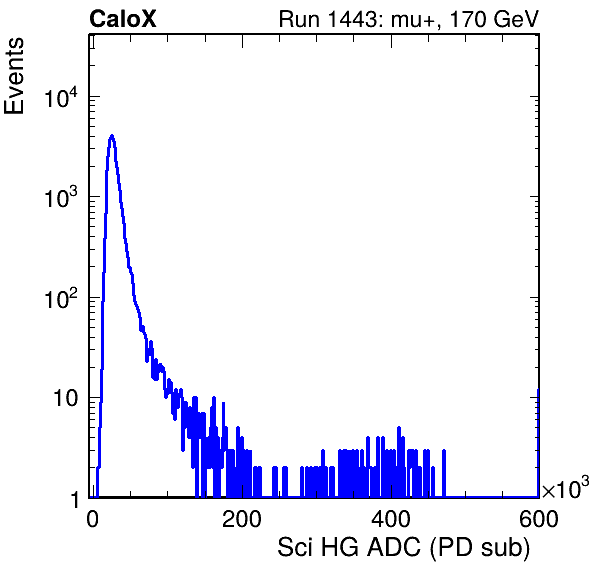 CaloX Run 1443: mu+, 170 GeV
Events
10⁴
10³
10²
10
1
0 200 400 600
×10³
Sci HG ADC (PD sub)